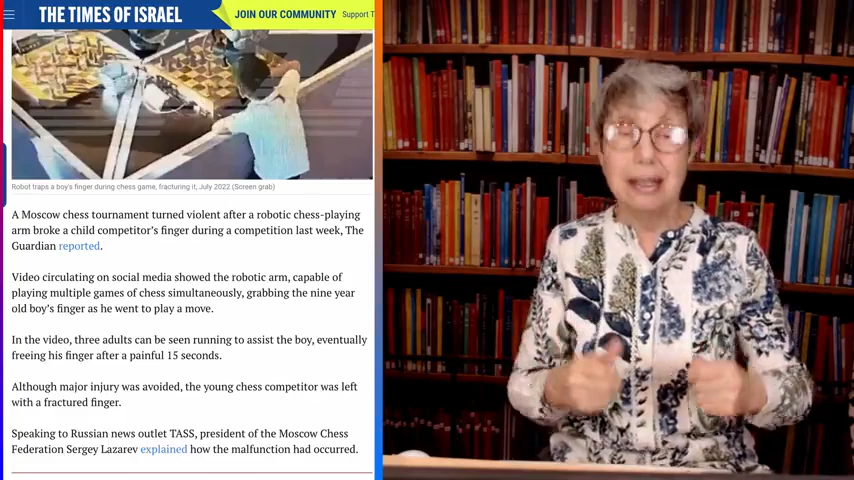 THE TIMES OF ISRAEL
JOIN OUR COMMUNITY Support T
Robot traps a boy's finger during chess game, fracturing it, July 2022 (Screen grab)
A Moscow chess tournament turned violent after a robotic chess-playing
arm broke a child competitor's finger during a competition last week, The
Guardian reported.
Video circulating on social media showed the robotic arm, capable of
playing multiple games of chess simultaneously, grabbing the nine year
old boy's finger as he went to play a move.
In the video, three adults can be seen running to assist the boy, eventually
freeing his finger after a painful 15 seconds.
Although major injury was avoided, the young chess competitor was left
with a fractured finger.
Speaking to Russian news outlet TASS, president of the Moscow Chess
Federation Sergey Lazarev explained how the malfunction had occurred.